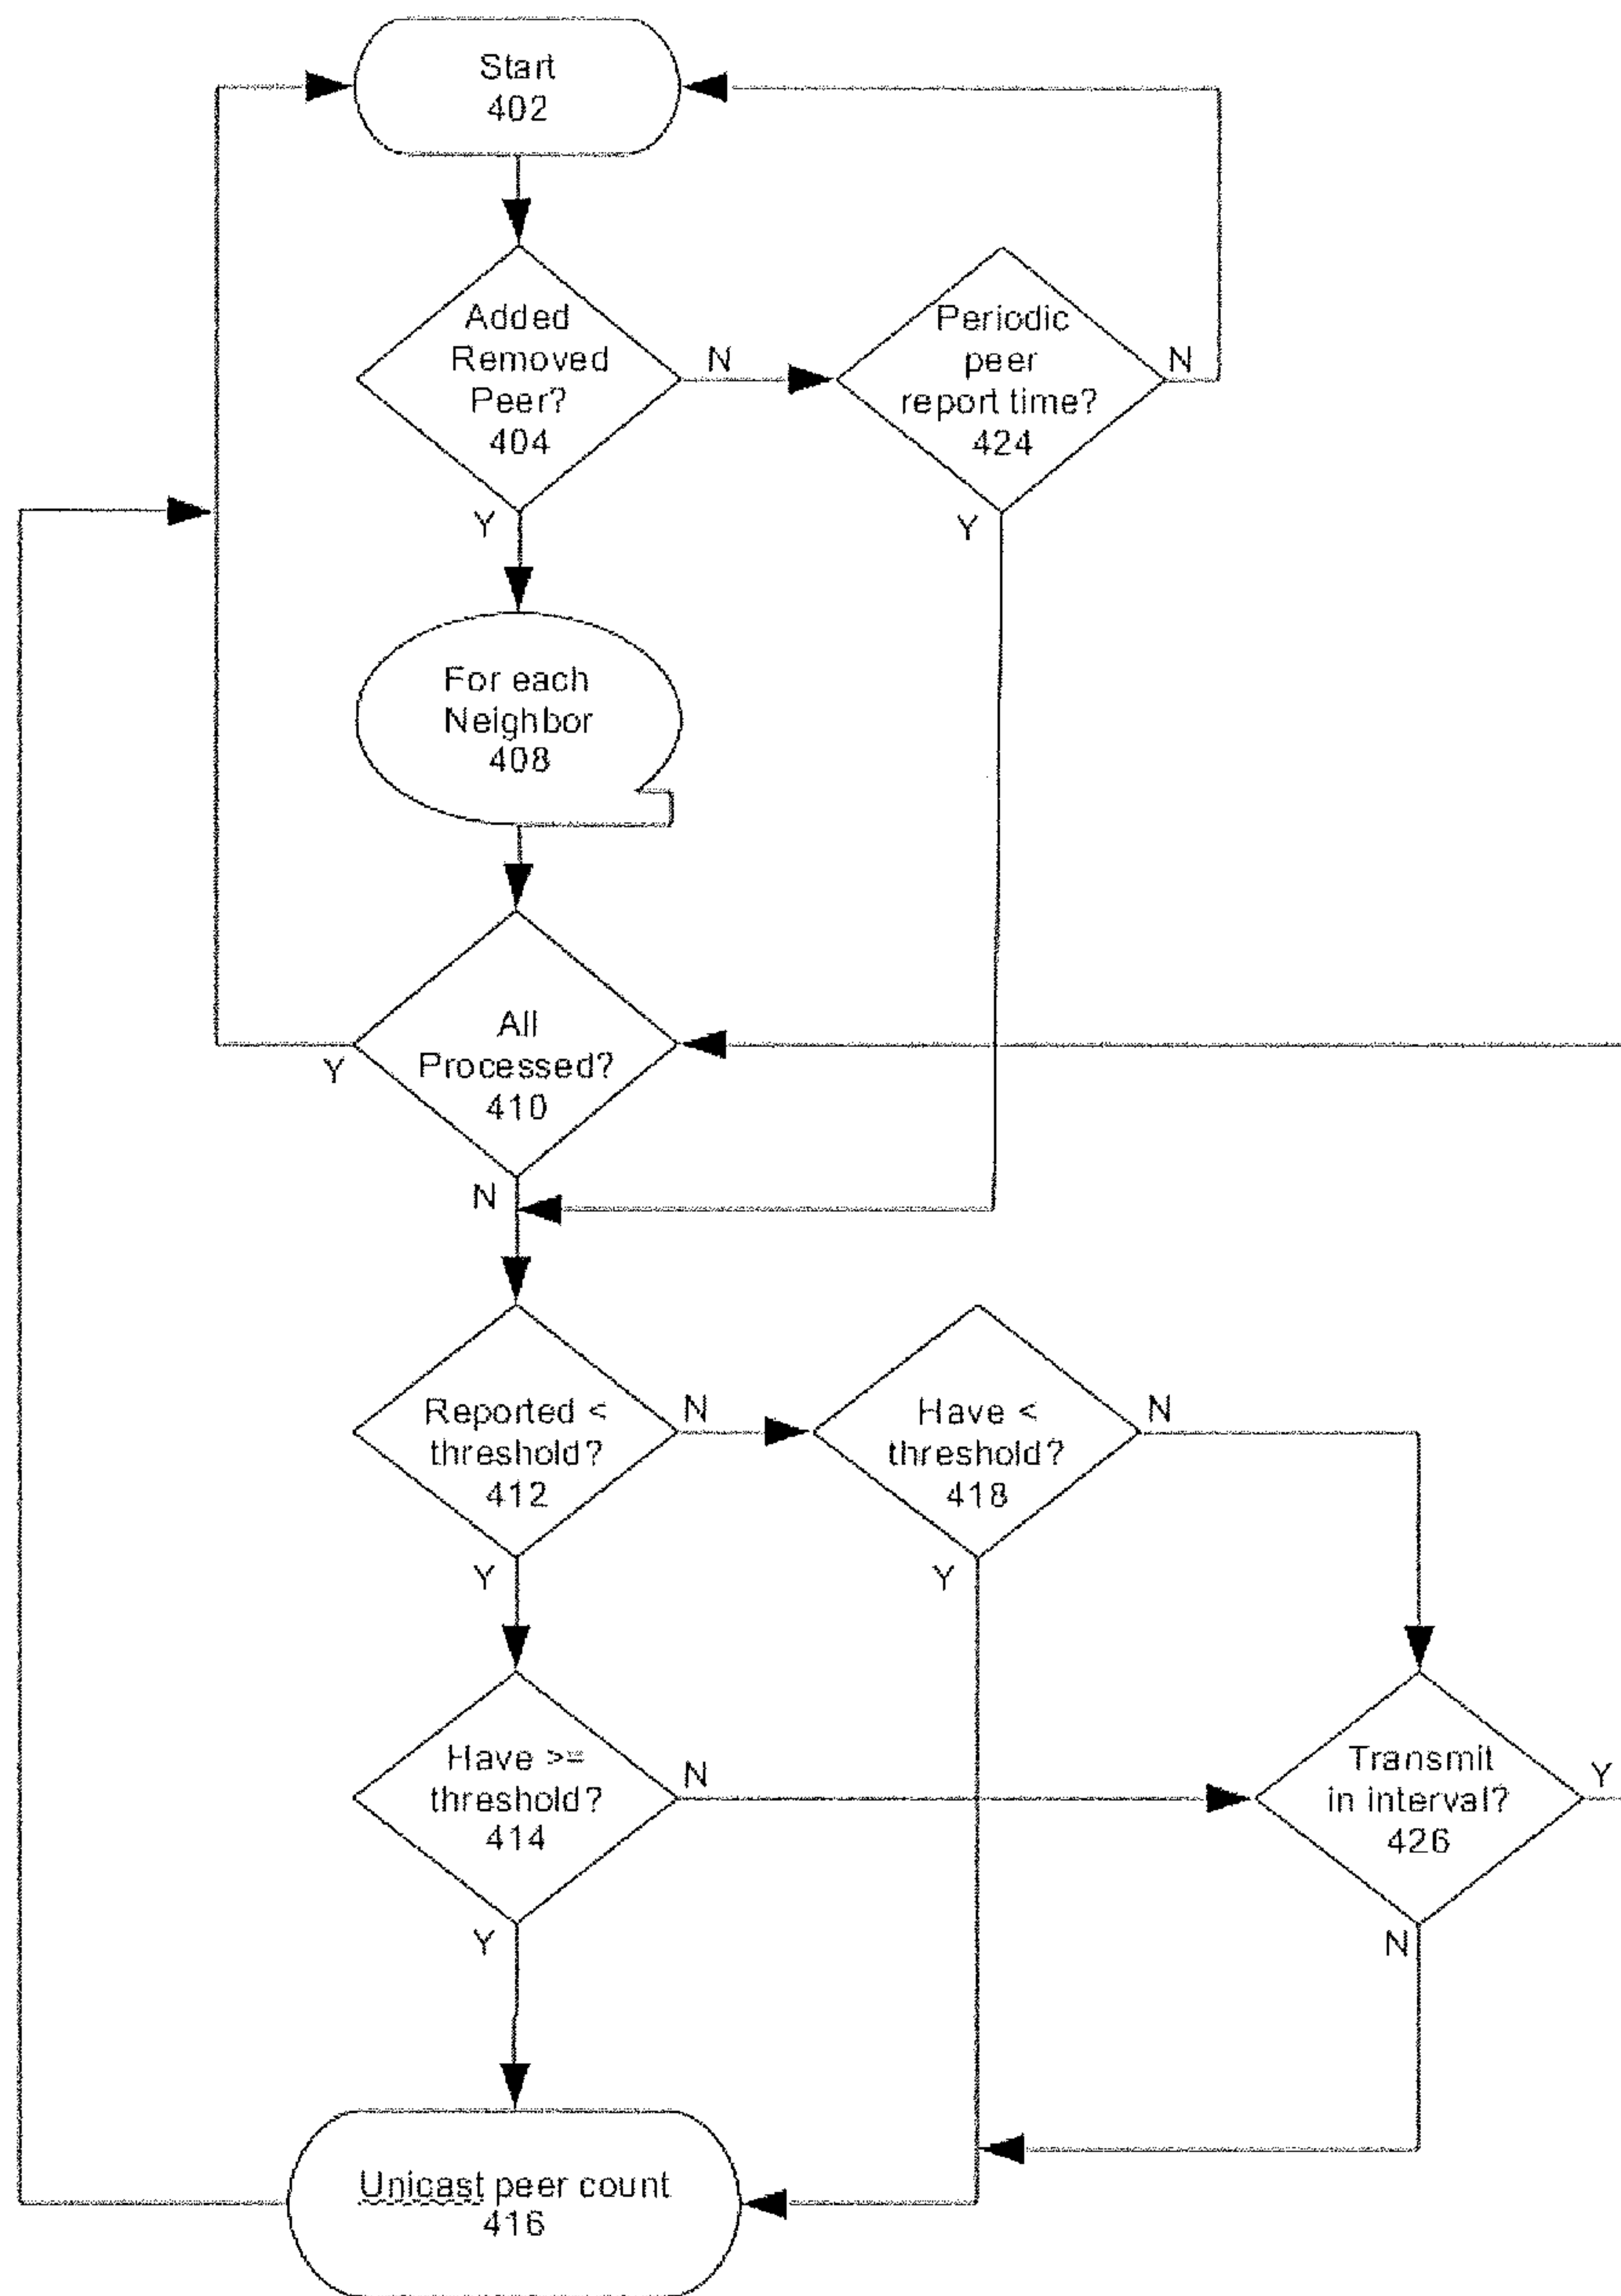 Start
402
Added
Removed
Peer?
404
N
Periodic
peer
report time?
424
N
Y
Y
For each
Neighbor
408
All
Processed?
410
Y
N
Reported <
threshold?
412
N
Have <
threshold?
418
N
Y
Y
Have >=
threshold?
414
N
Transmit
in interval?
426
Y
Y
N
Unicast peer count
416